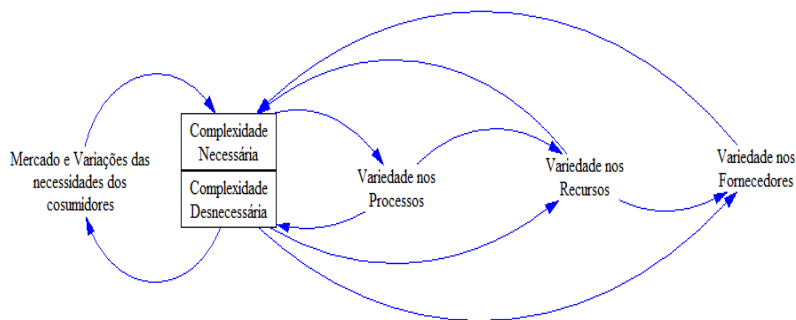 Mercado e Variações das
necessidades dos
cosumidores
Complexidade
Necessária
Complexidade
Desnecessária
Variedade nos
Processos
Variedade nos
Recursos
Variedade nos
Fornecedores